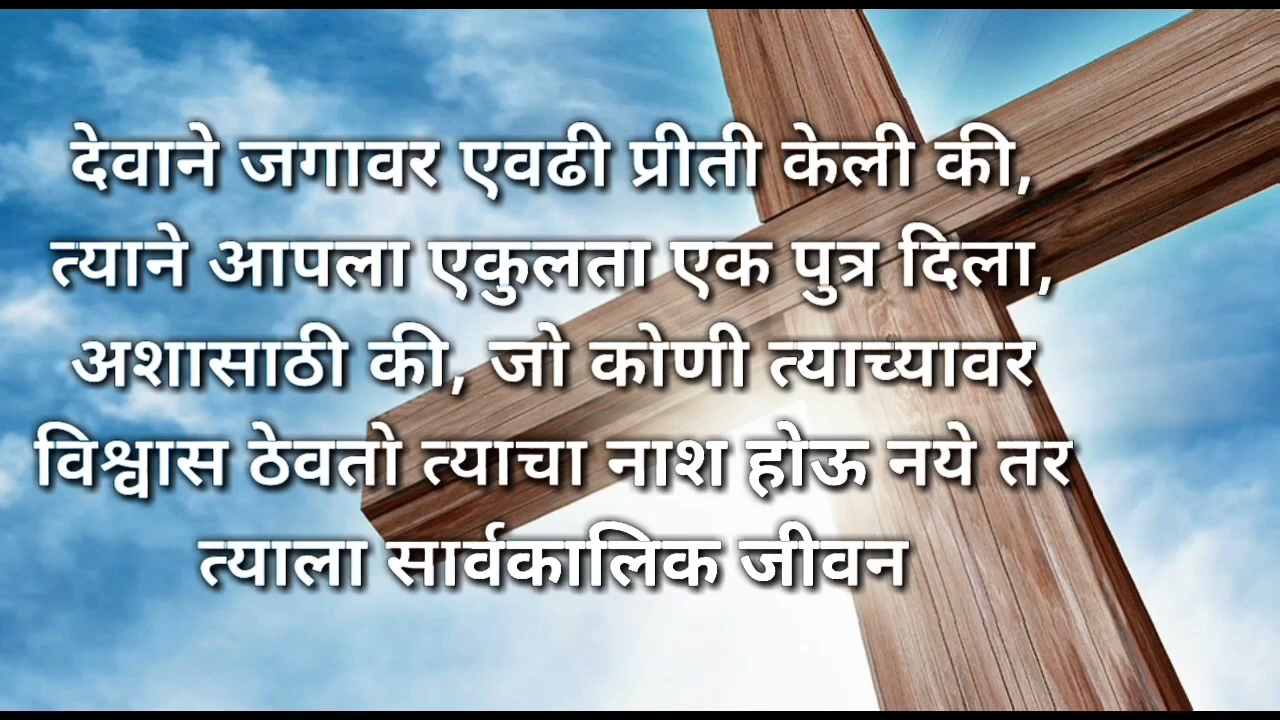 देवाने जगावर एवढी प्रीती केली की,
त्याने आपला एकुलता एक पुत्र दिला,
अशासाठी की, जो कोणी त्याच्यावर
विश्वास ठेवतो त्याचा नाश होऊ नये तर
त्याला सार्वकालिक जीवन